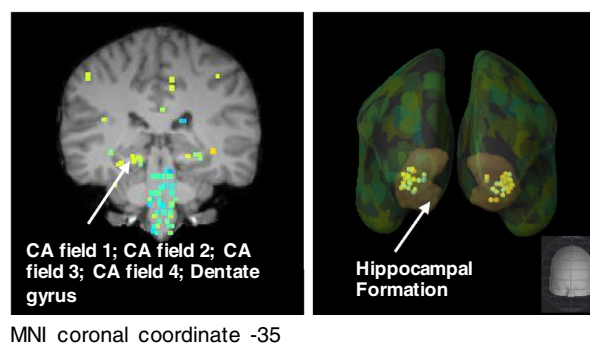 CA field 1; CA field 2; CA
field 3; CA field 4; Dentate
gyrus
Hippocampal
Formation
MNI coronal coordinate -35